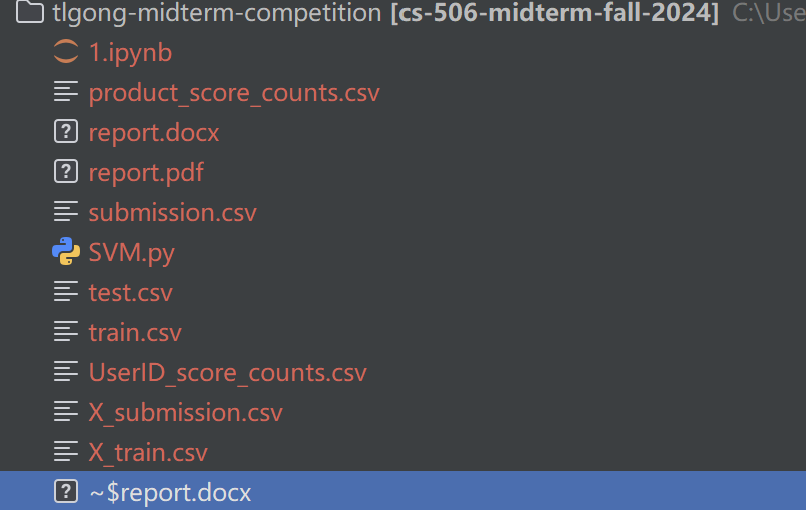 tlgong-midterm-competition [cs-506-midterm-fall-2024] C:\Use
1.ipynb
product_score_counts.csv
? report.docx
? report.pdf
submission.csv
SVM.py
test.csv
train.csv
UserID_score_counts.csv
X_submission.csv
X_train.csv
? ~$report.docx